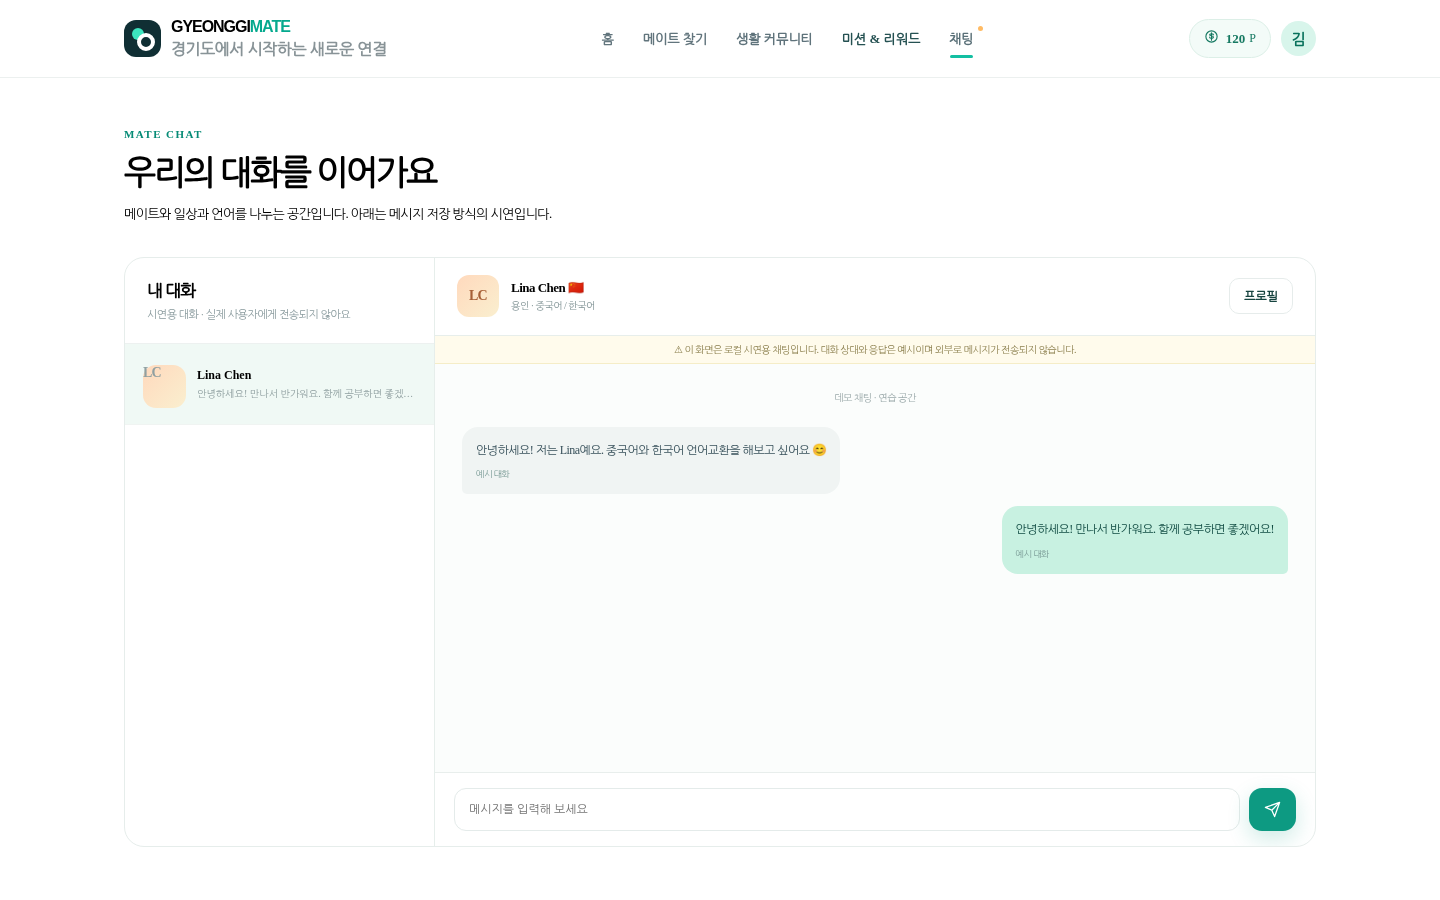 GYEONGGIMATE
경기도에서 시작하는 새로운 연결
홈
메이트 찾기
생활 커뮤니티
미션 & 리워드
채팅
120 P
김
MATE CHAT
우리의 대화를 이어가요
메이트와 일상과 언어를 나누는 공간입니다. 아래는 메시지 저장 방식의 시연입니다.
내 대화
시연용 대화 · 실제 사용자에게 전송되지 않아요
LC
Lina Chen
안녕하세요! 만나서 반가워요. 함께 공부하면 좋겠...
LC
Lina Chen 🇨🇳
용인 · 중국어 / 한국어
프로필
⚠ 이 화면은 로컬 시연용 채팅입니다. 대화 상대와 응답은 예시이며 외부로 메시지가 전송되지 않습니다.
데모 채팅 · 연습 공간
안녕하세요! 저는 Lina예요. 중국어와 한국어 언어교환을 해보고 싶어요 😊
예시 대화
안녕하세요! 만나서 반가워요. 함께 공부하면 좋겠어요!
예시 대화
메시지를 입력해 보세요